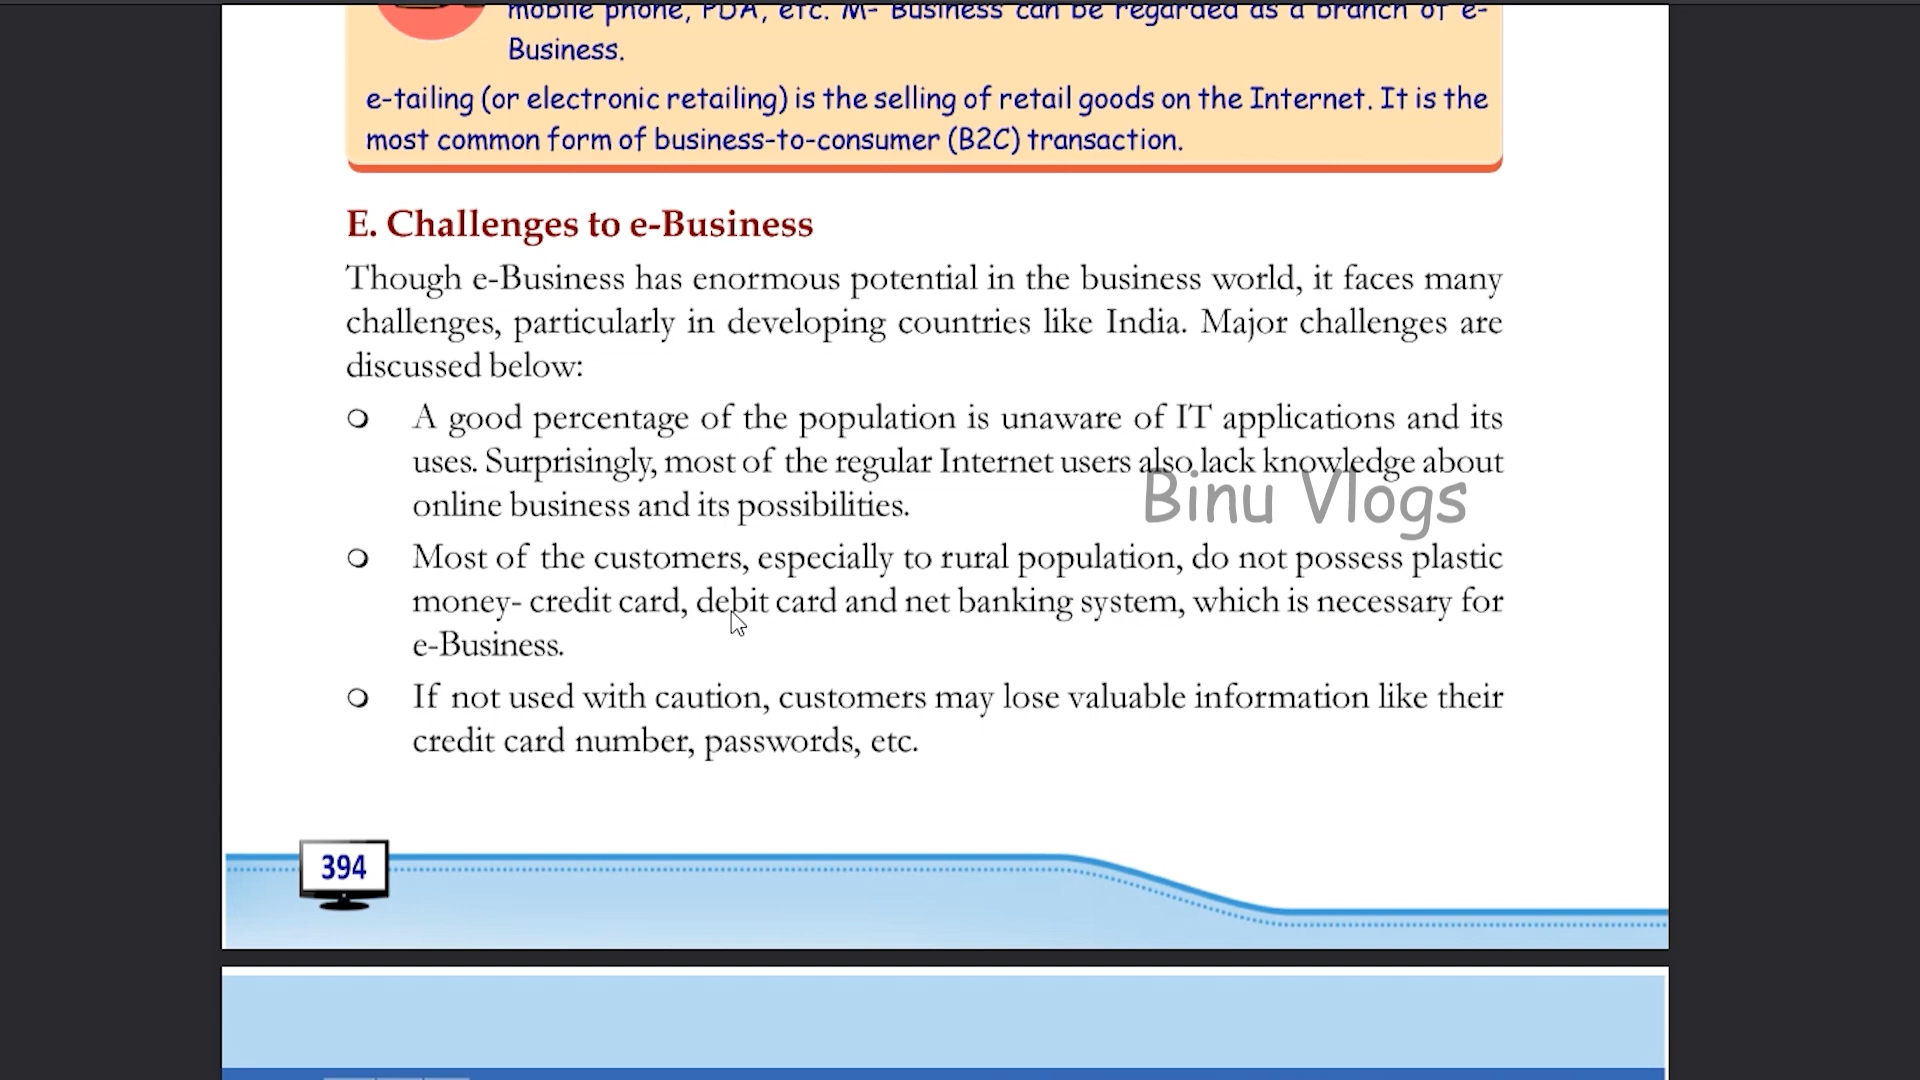 mobile phone, PDA, etc. M- Business can be regarded as a branch of e-
Business.
e-tailing (or electronic retailing) is the selling of retail goods on the Internet. It is the
most common form of business-to-consumer (B2C) transaction.
E. Challenges to e-Business
Though e-Business has enormous potential in the business world, it faces many
challenges, particularly in developing countries like India. Major challenges are
discussed below:
A good percentage of the population is unaware of IT applications and its
uses. Surprisingly, most of the regular Internet users also lack knowledge about
online business and its possibilities.
Binu Vlogs
Most of the customers, especially to rural population, do not possess plastic
money- credit card, debit card and net banking system, which is necessary for
e-Business.
If not used with caution, customers may lose valuable information like their
credit card number, passwords, etc.
394